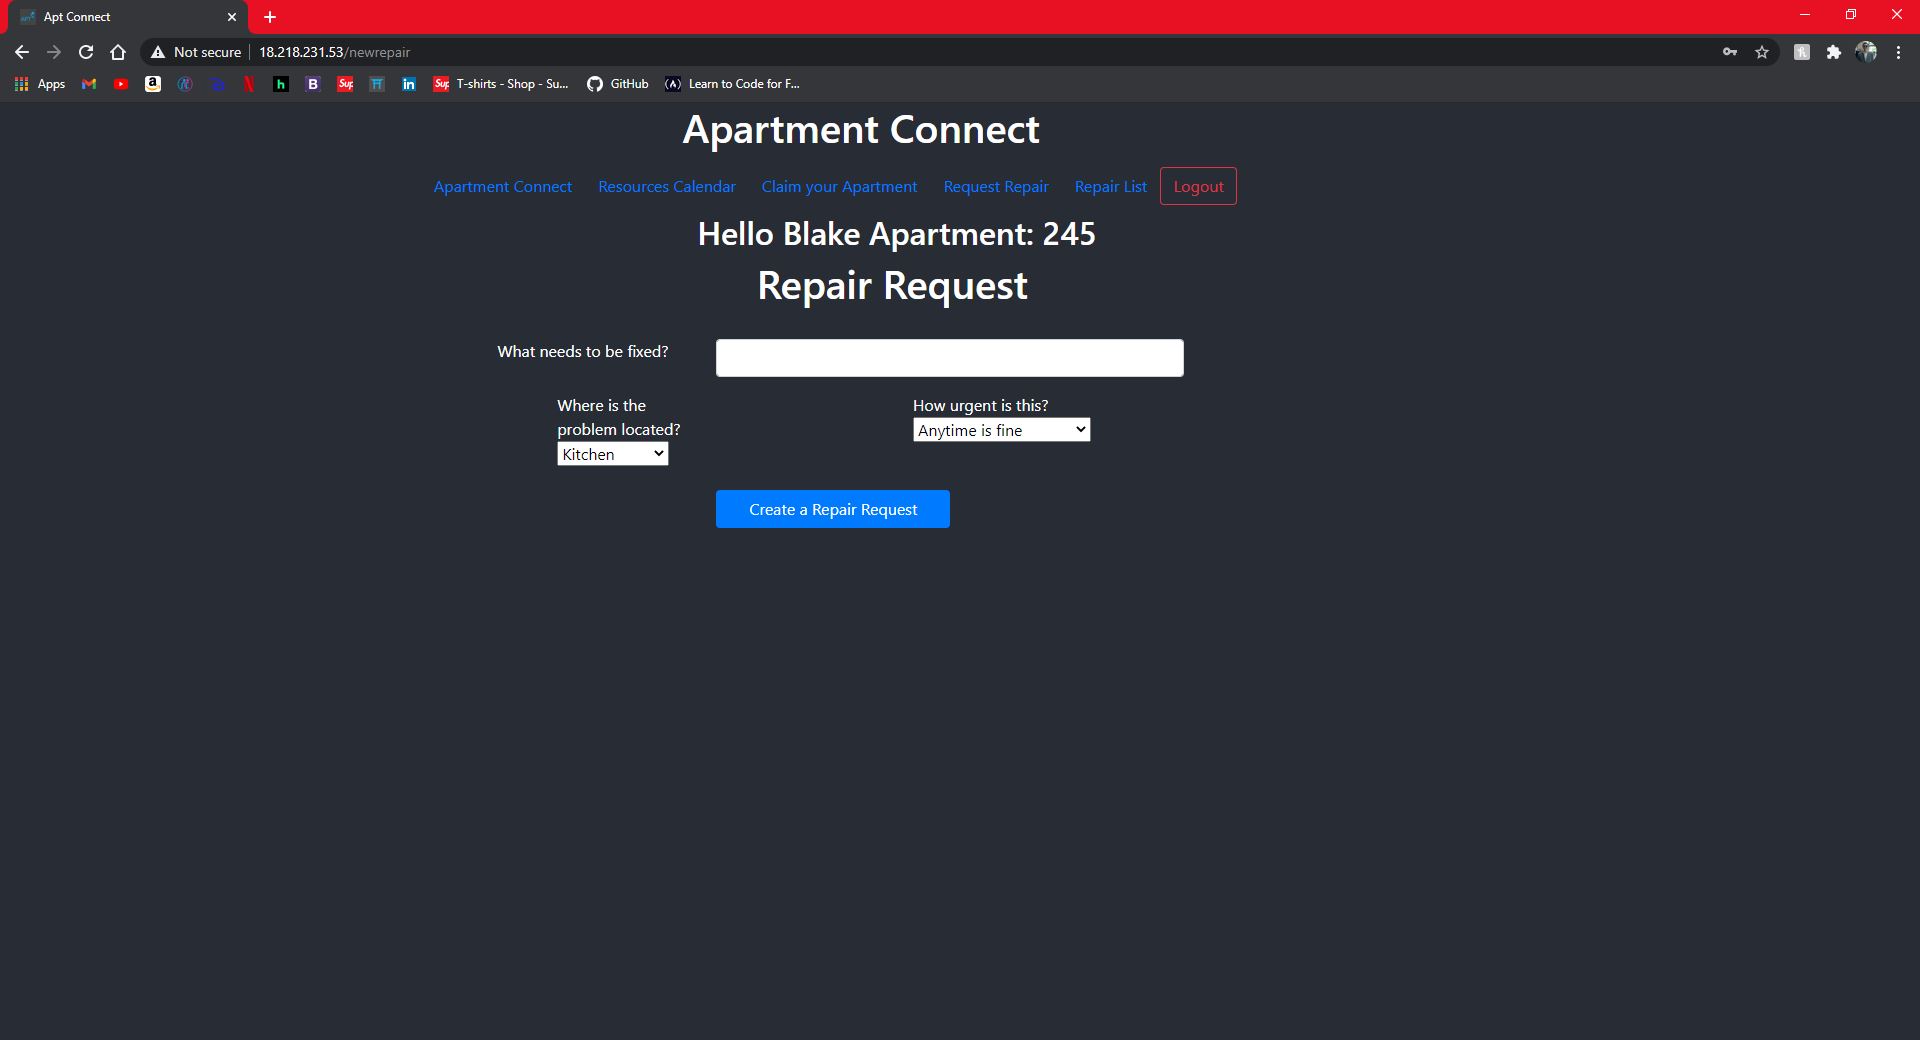 Apt Connect
Not secure 18.218.231.53/newrepair
Apps h B Sup in Sup T-shirts - Shop - Su... GitHub Learn to Code for F...
Apartment Connect
Apartment Connect Resources Calendar Claim your Apartment Request Repair Repair List Logout
Hello Blake Apartment: 245
Repair Request
What needs to be fixed?
Where is the
problem located?
How urgent is this?
Anytime is fine
Kitchen
Create a Repair Request